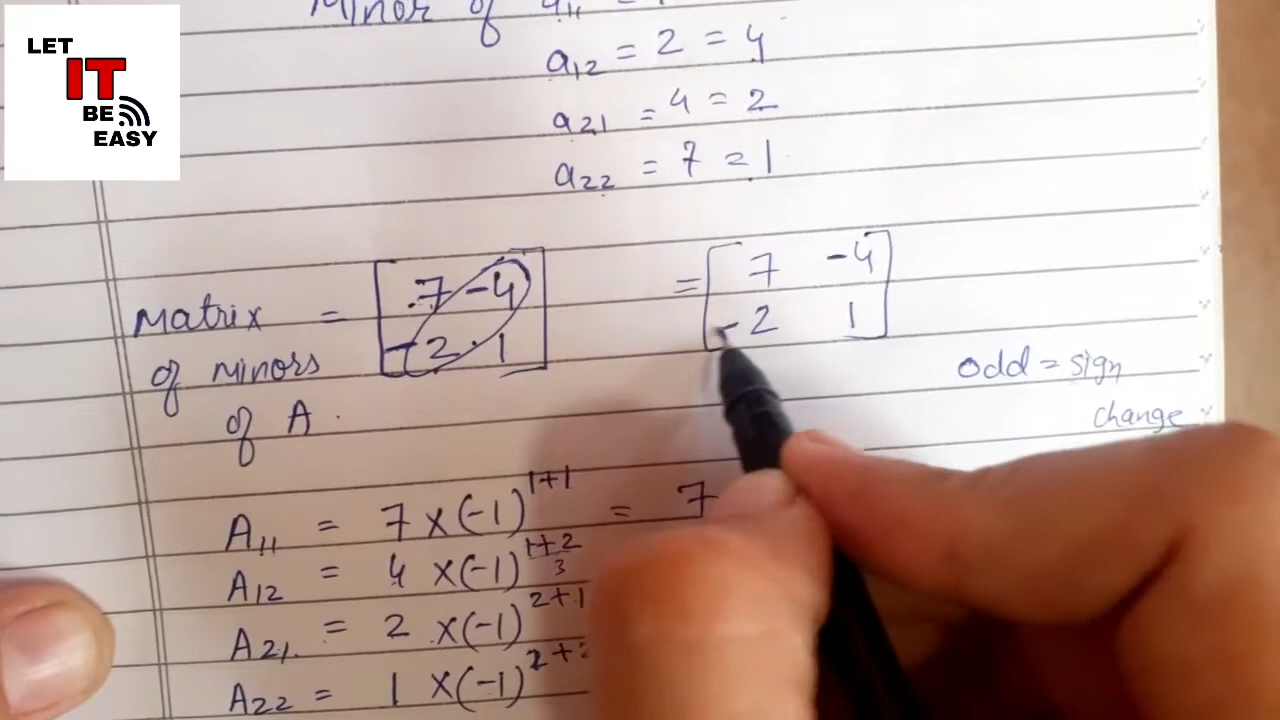 LET
IT
BE
EASY
Minor of a11 =
a12 = 2 = 4
a21 = 4 = 2
a22 = 7 = 1
Matrix of minors of A = [7 -4
-2 1]
= [7 -4
-2 1]
odd = sign
change
A11 = 7 x (-1)^1+1 = 7
A12 = 4 x (-1)^1+2
3
A21 = 2 x (-1)^2+1
A22 = 1 x (-1)^2+2